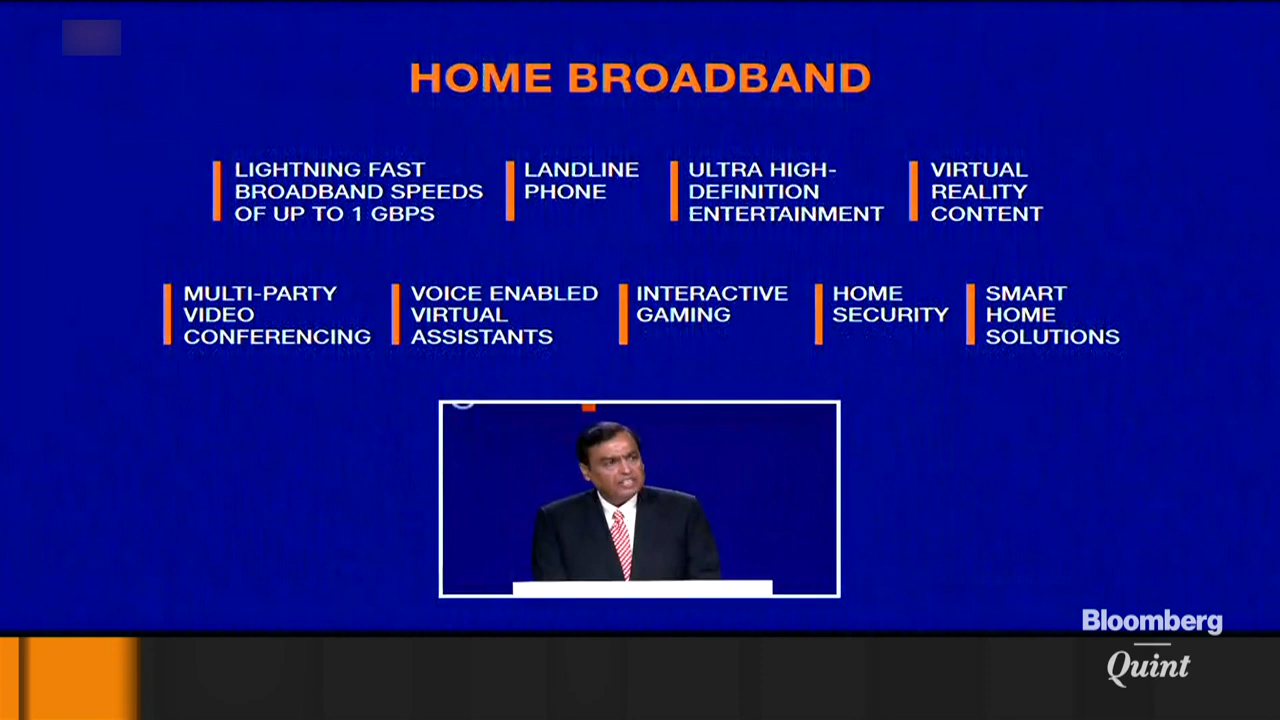 HOME BROADBAND
LIGHTNING FAST
BROADBAND SPEEDS
OF UP TO 1 GBPS
LANDLINE
PHONE
ULTRA HIGH-
DEFINITION
ENTERTAINMENT
VIRTUAL
REALITY
CONTENT
MULTI-PARTY
VIDEO
CONFERENCING
VOICE ENABLED
VIRTUAL
ASSISTANTS
INTERACTIVE
GAMING
HOME
SECURITY
SMART
HOME
SOLUTIONS
Bloomberg
Quint